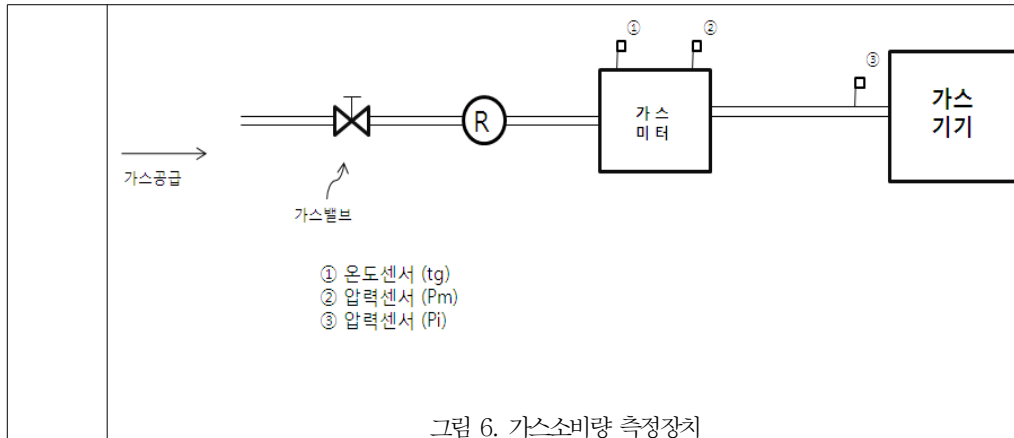 ①
②
③
가스
기기
가 스
미 터
R
가스공급
가스밸브
① 온도센서 (tg)
② 압력센서 (Pm)
③ 압력센서 (Pi)
그림 6. 가스소비량 측정장치